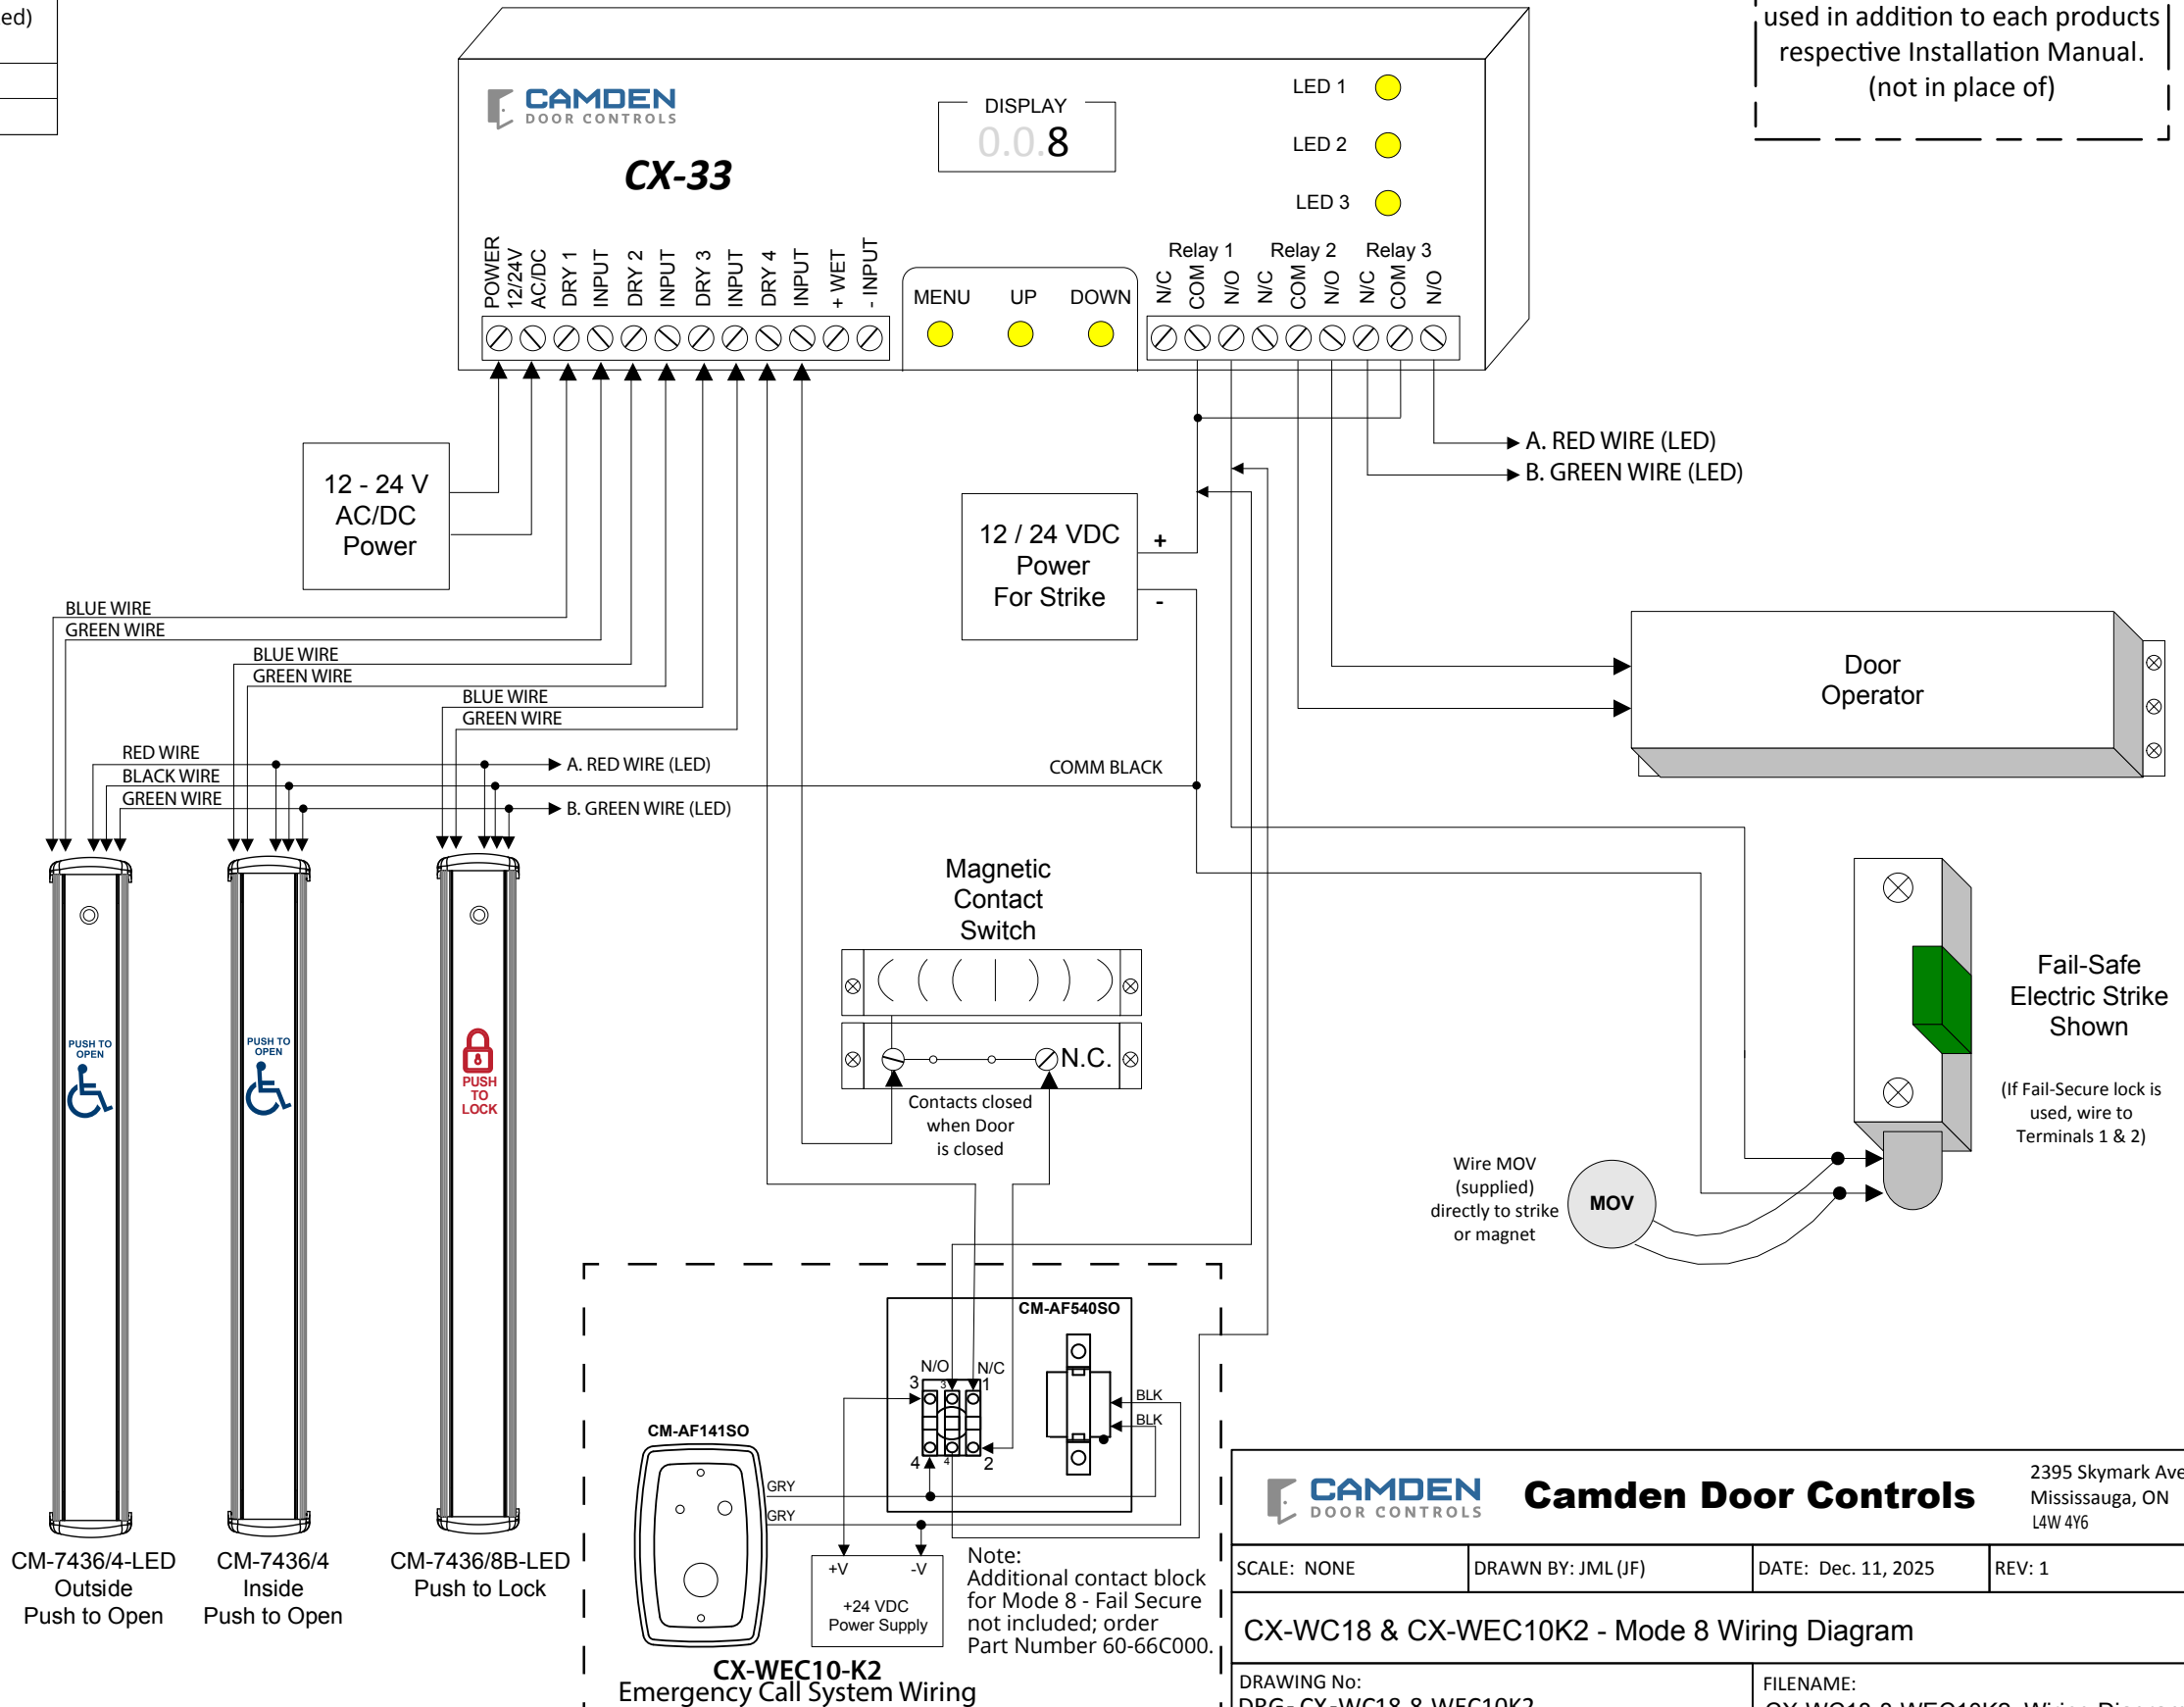 ed)
used in addition to each products
respective Installation Manual.
(not in place of)
CAMDEN
DOOR CONTROLS
CX-33
DISPLAY
0.0.8
LED 1
LED 2
LED 3
POWER
12/24V
AC/DC
DRY 1
INPUT
DRY 2
INPUT
DRY 3
INPUT
DRY 4
INPUT
+ WET
- INPUT
MENU
UP
DOWN
Relay 1
Relay 2
Relay 3
N/C
COM
N/O
N/C
COM
N/O
N/C
COM
N/O
A. RED WIRE (LED)
B. GREEN WIRE (LED)
12 - 24 V
AC/DC
Power
12 / 24 VDC
Power
For Strike
+
-
BLUE WIRE
GREEN WIRE
BLUE WIRE
GREEN WIRE
BLUE WIRE
GREEN WIRE
RED WIRE
BLACK WIRE
GREEN WIRE
A. RED WIRE (LED)
B. GREEN WIRE (LED)
COMM BLACK
Door
Operator
Magnetic
Contact
Switch
N.C.
Contacts closed
when Door
is closed
Fail-Safe
Electric Strike
Shown
(If Fail-Secure lock is
used, wire to
Terminals 1 & 2)
Wire MOV
(supplied)
directly to strike
or magnet
MOV
PUSH TO
OPEN
PUSH TO
OPEN
PUSH
TO
LOCK
CM-7436/4-LED
Outside
Push to Open
CM-7436/4
Inside
Push to Open
CM-7436/8B-LED
Push to Lock
CM-AF540SO
N/O
N/C
3
3
1
4
4
2
BLK
BLK
CM-AF141SO
GRY
GRY
+V
-V
+24 VDC
Power Supply
Note:
Additional contact block
for Mode 8 - Fail Secure
not included; order
Part Number 60-66C000.
CX-WEC10-K2
Emergency Call System Wiring
CAMDEN
DOOR CONTROLS
Camden Door Controls
2395 Skymark Ave
Mississauga, ON
L4W 4Y6
SCALE: NONE
DRAWN BY: JML (JF)
DATE: Dec. 11, 2025
REV: 1
CX-WC18 & CX-WEC10K2 - Mode 8 Wiring Diagram
DRAWING No:
DRG- CX-WC18 & WEC10K2
FILENAME:
CX-WC18 & WEC10K2_Wiring Diagram